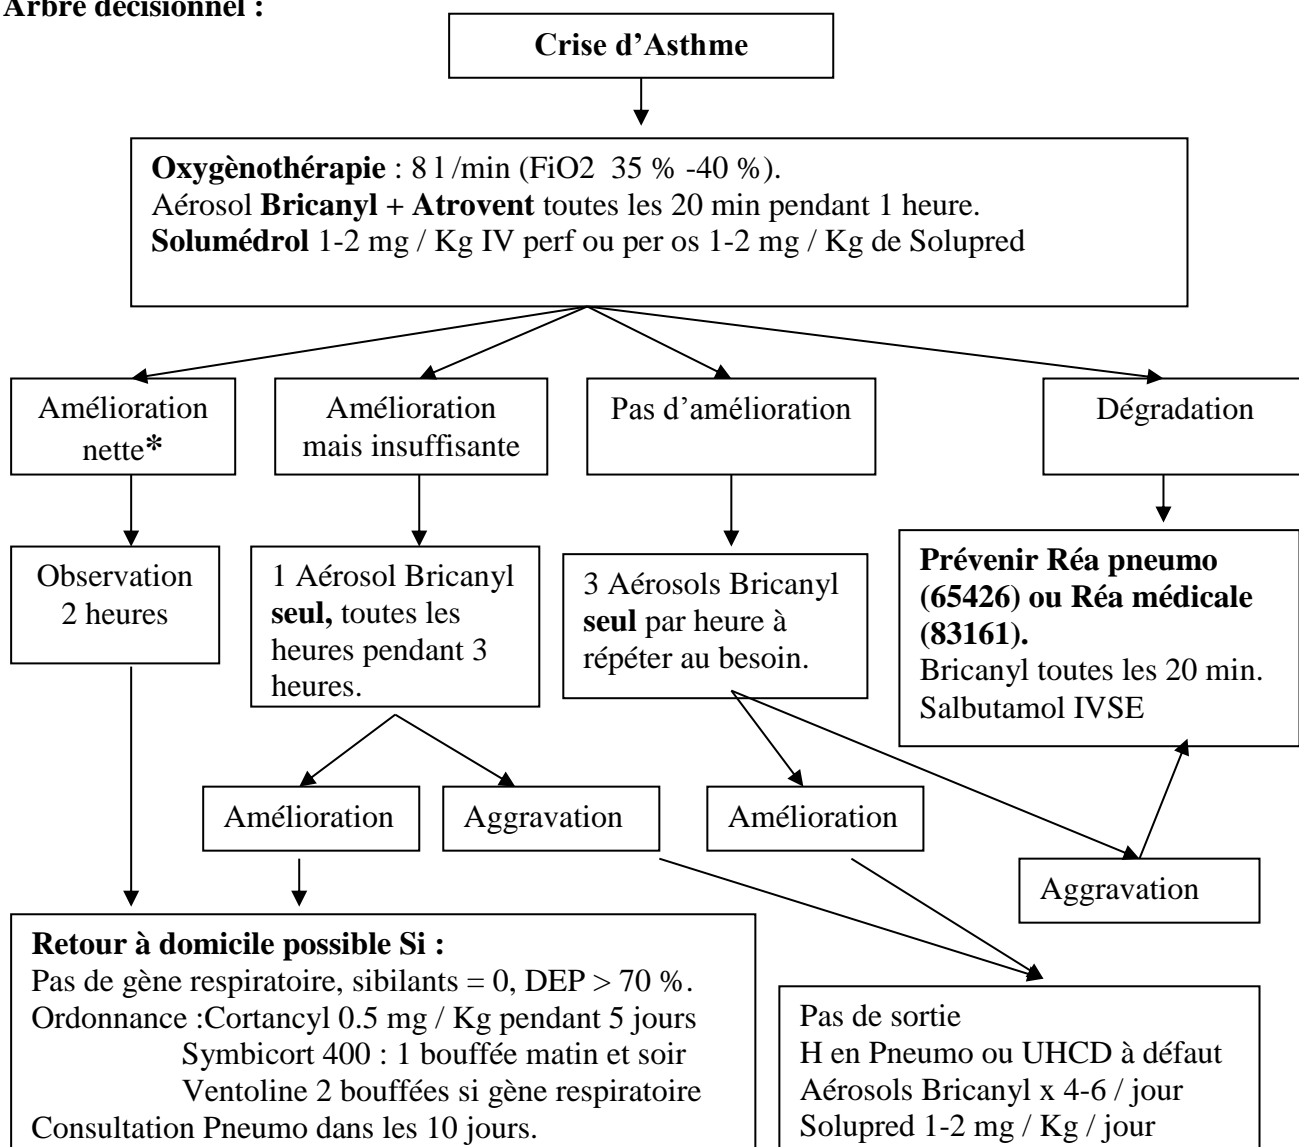 Arbre décisionnel :
Crise d’Asthme
Oxygènothérapie : 8 l /min (FiO2 35 % -40 %).
Aérosol Bricanyl + Atrovent toutes les 20 min pendant 1 heure.
Solumédrol 1-2 mg / Kg IV perf ou per os 1-2 mg / Kg de Solupred
Amélioration
nette*
Amélioration
mais insuffisante
Pas d’amélioration
Dégradation
Observation
2 heures
1 Aérosol Bricanyl
seul, toutes les
heures pendant 3
heures.
3 Aérosols Bricanyl
seul par heure à
répéter au besoin.
Prévenir Réa pneumo
(65426) ou Réa médicale
(83161).
Bricanyl toutes les 20 min.
Salbutamol IVSE
Amélioration
Aggravation
Amélioration
Aggravation
Retour à domicile possible Si :
Pas de gène respiratoire, sibilants = 0, DEP > 70 %.
Ordonnance :Cortancyl 0.5 mg / Kg pendant 5 jours
Symbicort 400 : 1 bouffée matin et soir
Ventoline 2 bouffées si gène respiratoire
Consultation Pneumo dans les 10 jours.
Pas de sortie
H en Pneumo ou UHCD à défaut
Aérosols Bricanyl x 4-6 / jour
Solupred 1-2 mg / Kg / jour